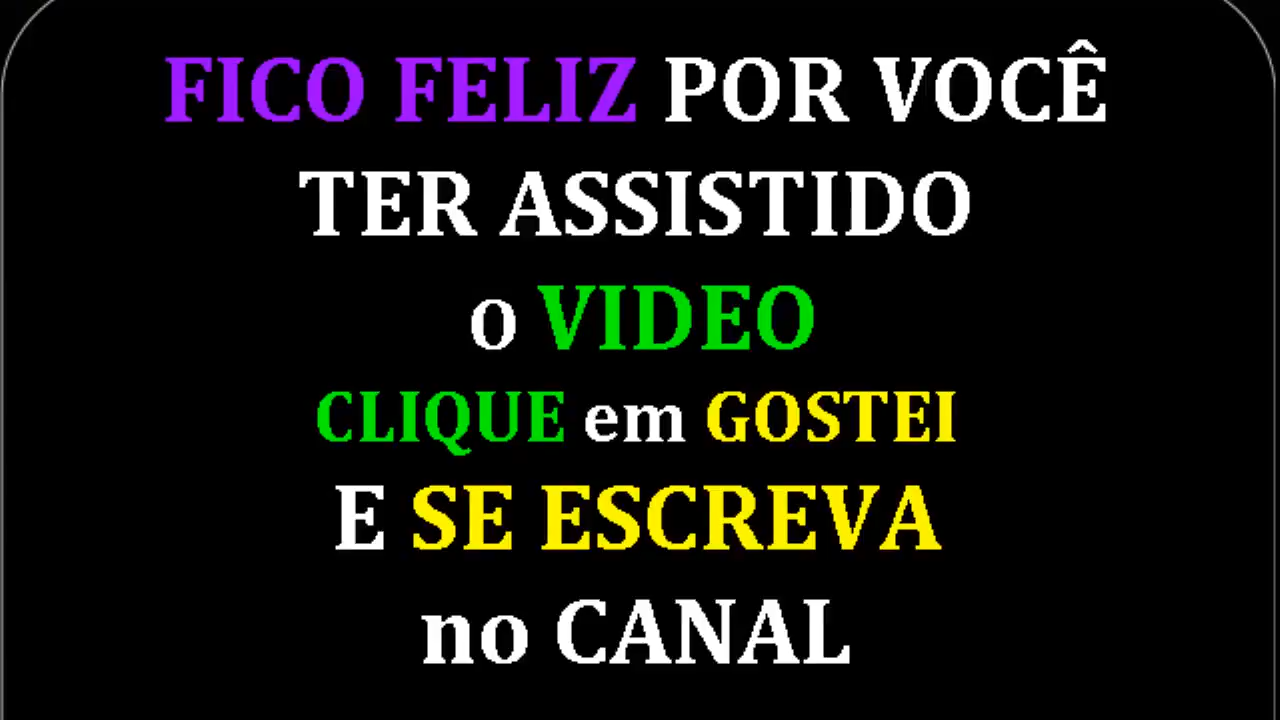 FICO FELIZ POR VOCÊ
TER ASSISTIDO
O VIDEO
CLIQUE em GOSTEI
E SE ESCREVA
no CANAL